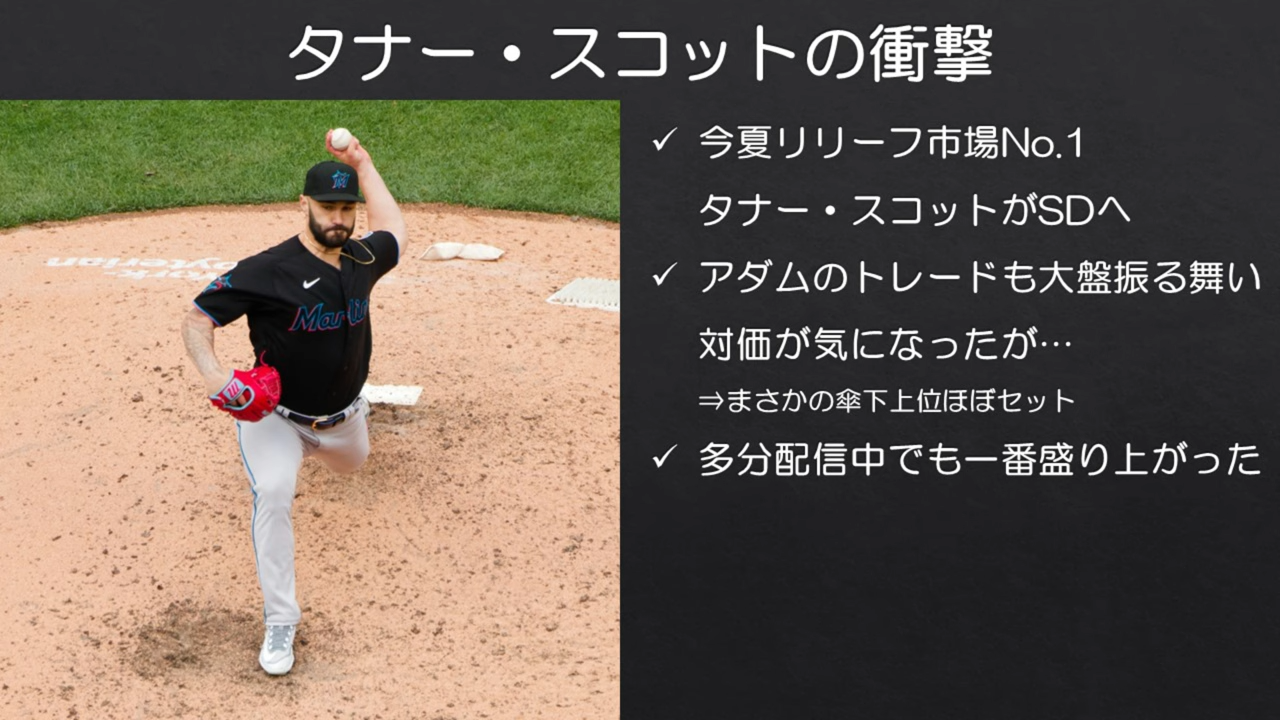 タナー・スコットの衝撃
✓ 今夏リリーフ市場No.1
タナー・スコットがSDへ
✓ アダムのトレードも大盤振る舞い
対価が気になったが…
⇒まさかの傘下上位ほぼセット
✓ 多分配信中でも一番盛り上がった
Marlins